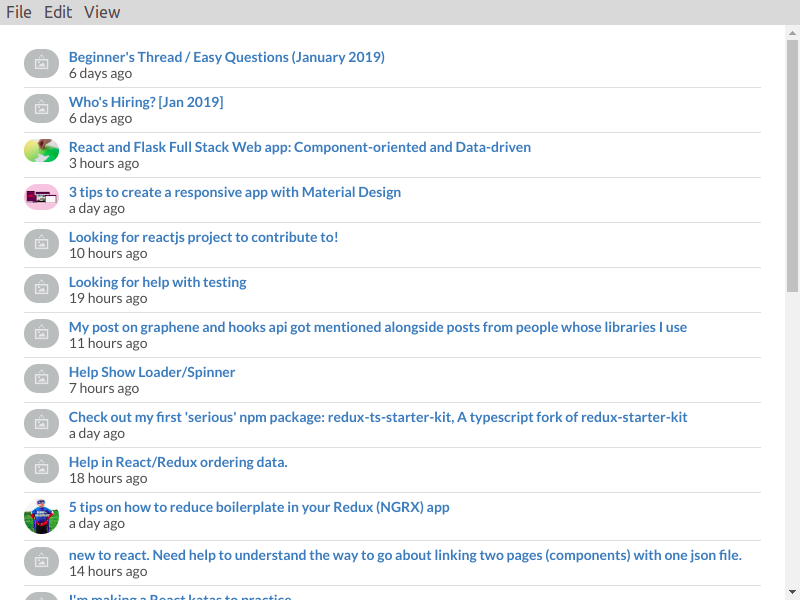 File Edit View
Beginner's Thread / Easy Questions (January 2019)
6 days ago
Who's Hiring? [Jan 2019]
6 days ago
React and Flask Full Stack Web app: Component-oriented and Data-driven
3 hours ago
3 tips to create a responsive app with Material Design
a day ago
Looking for reactjs project to contribute to!
10 hours ago
Looking for help with testing
19 hours ago
My post on graphene and hooks api got mentioned alongside posts from people whose libraries I use
11 hours ago
Help Show Loader/Spinner
7 hours ago
Check out my first 'serious' npm package: redux-ts-starter-kit, A typescript fork of redux-starter-kit
a day ago
Help in React/Redux ordering data.
18 hours ago
5 tips on how to reduce boilerplate in your Redux (NGRX) app
a day ago
new to react. Need help to understand the way to go about linking two pages (components) with one json file.
14 hours ago
I'm making a React katas to practice